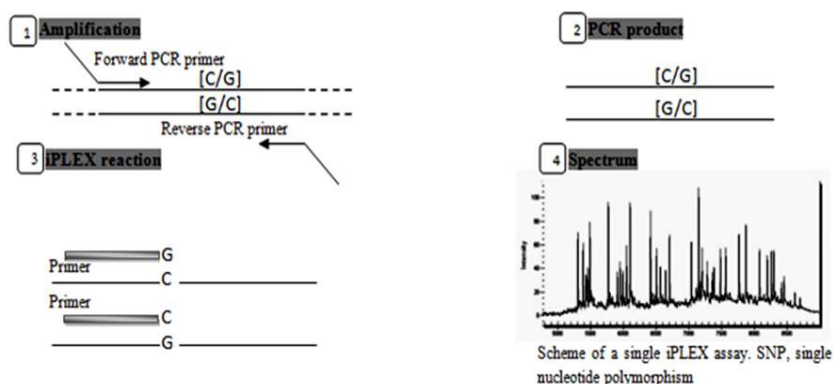 1 Amplification
Forward PCR primer
[C/G]
[G/C]
Reverse PCR primer
2 PCR product
[C/G]
[G/C]
3 iPLEX reaction
G
Primer
C
Primer
C
G
4 Spectrum
Intensity
Scheme of a single iPLEX assay. SNP, single
nucleotide polymorphism